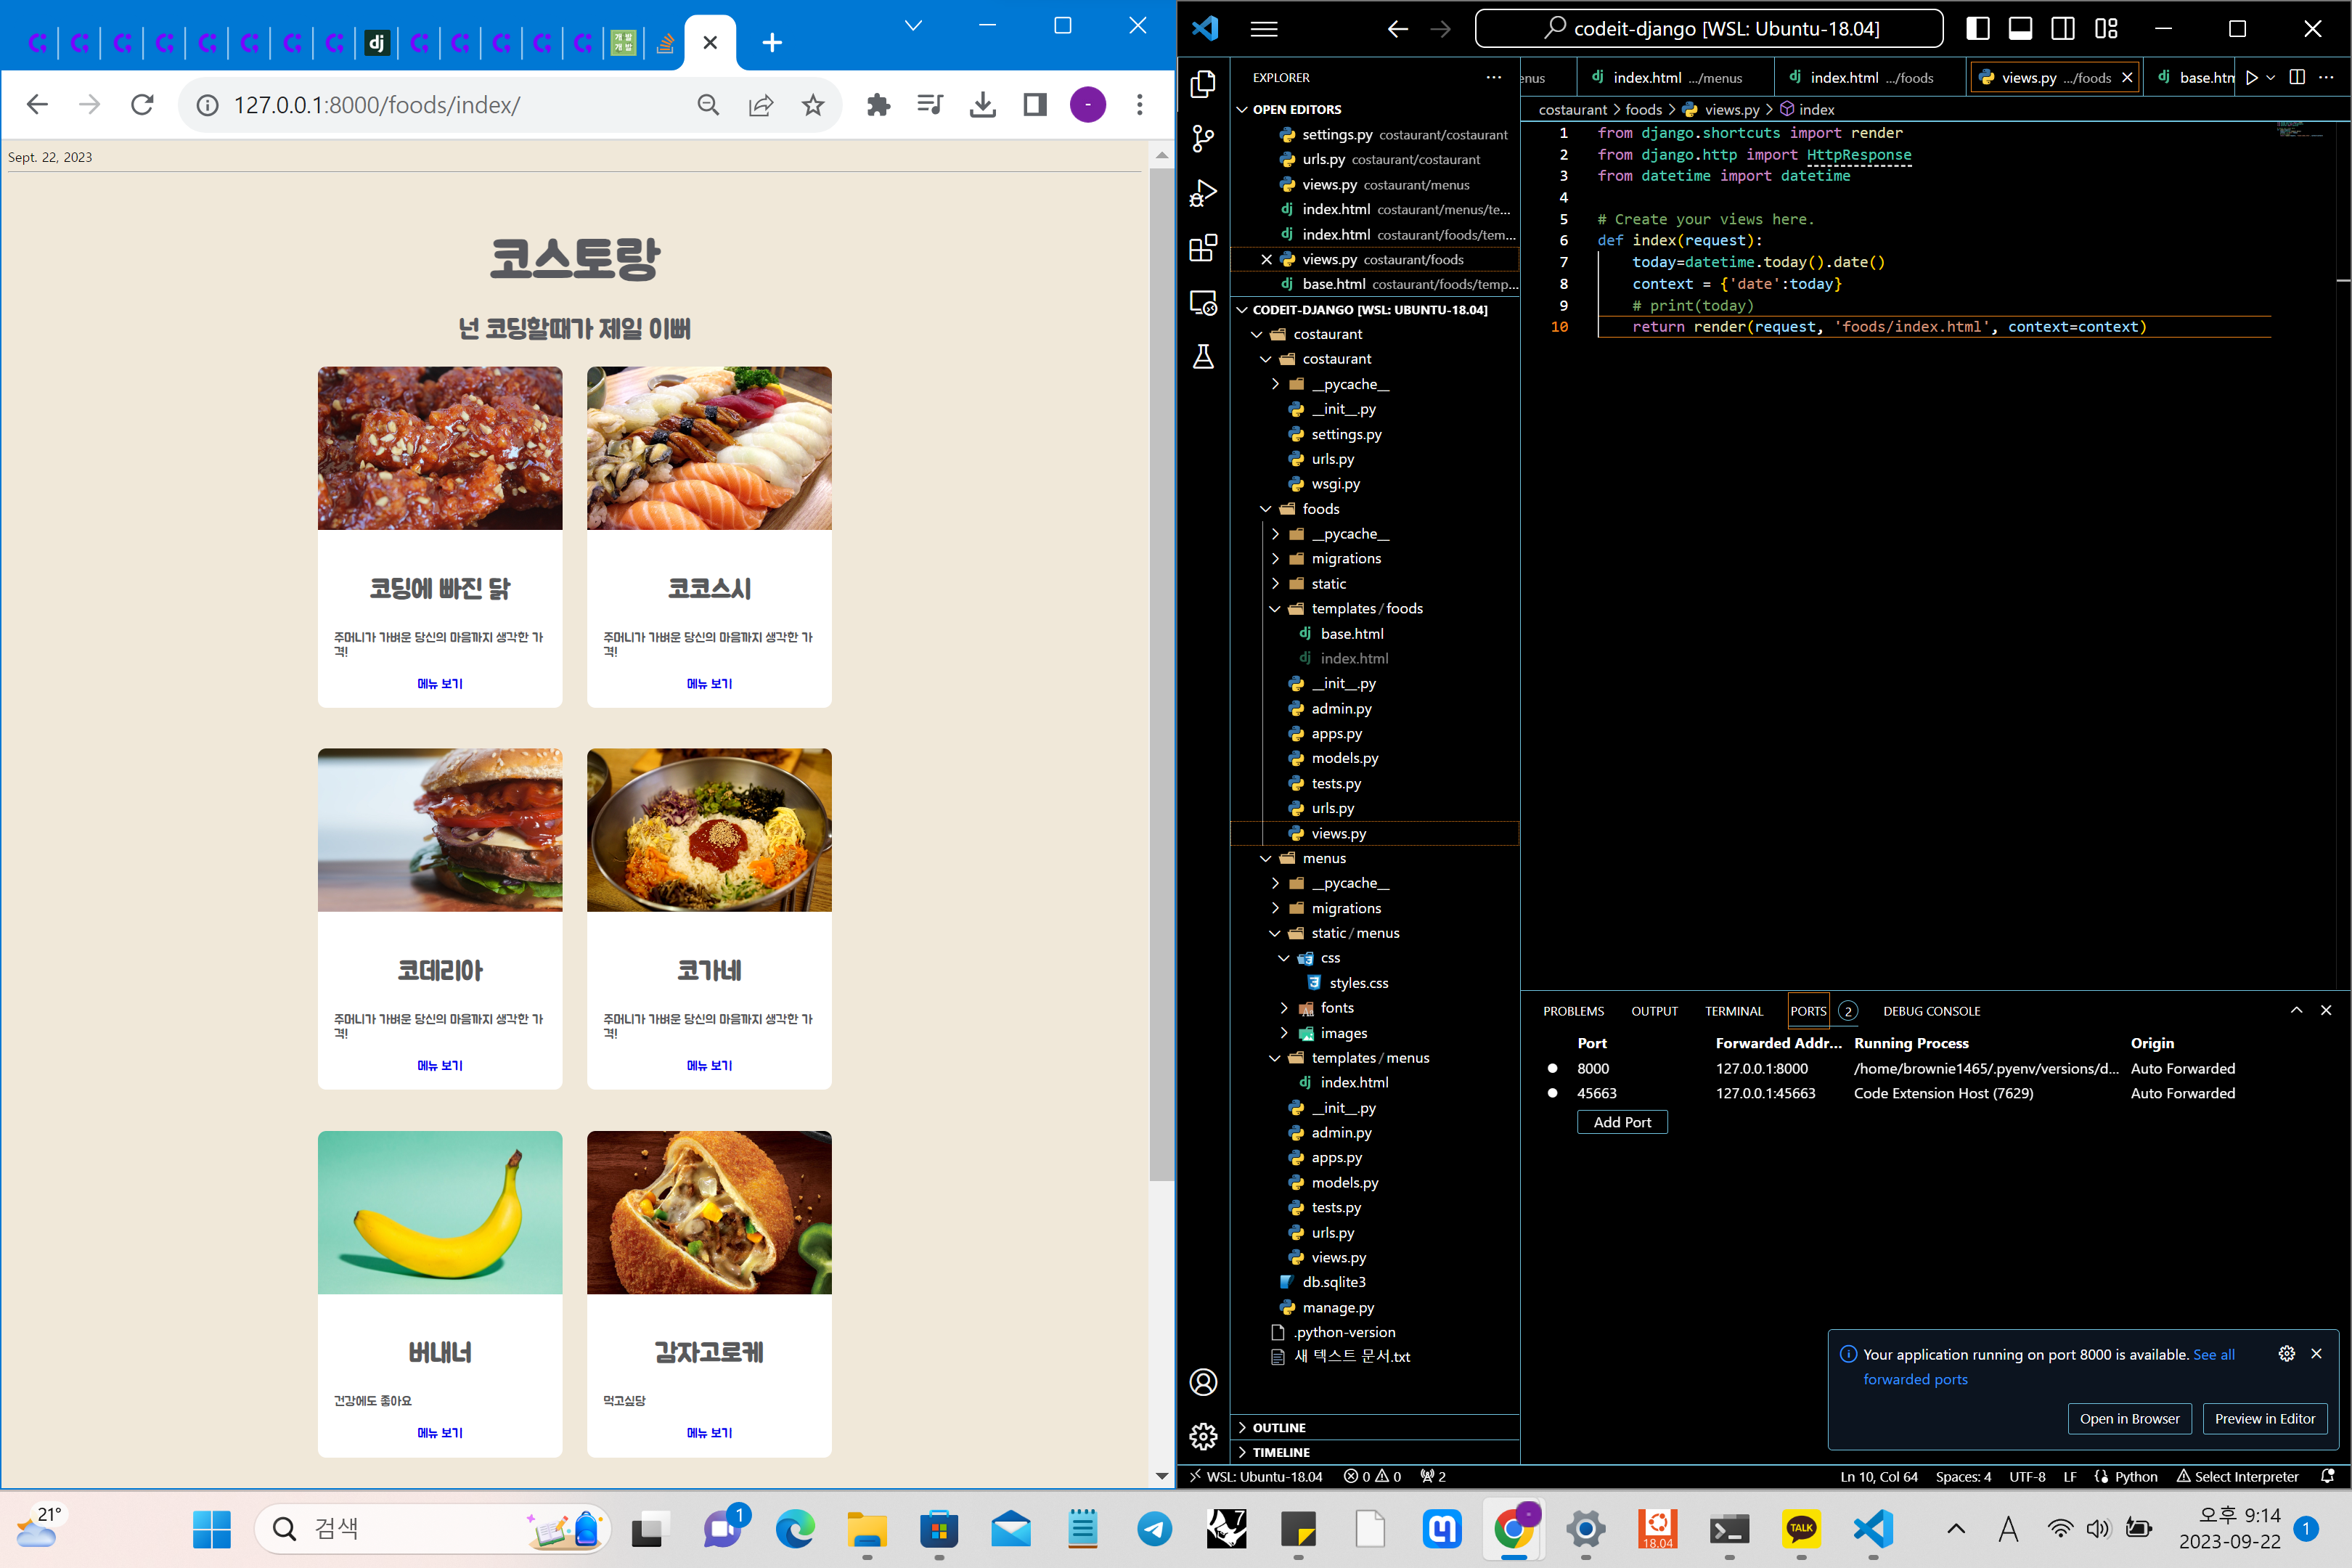 127.0.0.1:8000/foods/index/
Sept. 22, 2023
코스토랑
넌 코딩할때가 제일 이뻐
코딩에 빠진 닭
주머니가 가벼운 당신의 마음까지 생각한 가
격!
메뉴 보기
코코스시
주머니가 가벼운 당신의 마음까지 생각한 가
격!
메뉴 보기
코데리아
주머니가 가벼운 당신의 마음까지 생각한 가
격!
메뉴 보기
코가네
주머니가 가벼운 당신의 마음까지 생각한 가
격!
메뉴 보기
버내너
건강에도 좋아요
메뉴 보기
감자고로케
먹고싶당
메뉴 보기
codeit-django [WSL: Ubuntu-18.04]
EXPLORER
OPEN EDITORS
settings.py costaurant/costaurant
urls.py costaurant/costaurant
views.py costaurant/menus
index.html costaurant/menus/te...
index.html costaurant/foods/tem...
views.py costaurant/foods
base.html costaurant/foods/temp...
CODEIT-DJANGO [WSL: UBUNTU-18.04]
costaurant
costaurant
__pycache__
__init__.py
settings.py
urls.py
wsgi.py
foods
__pycache__
migrations
static
templates/foods
base.html
index.html
__init__.py
admin.py
apps.py
models.py
tests.py
urls.py
views.py
menus
__pycache__
migrations
static/menus
css
styles.css
fonts
images
templates/menus
index.html
__init__.py
admin.py
apps.py
models.py
tests.py
urls.py
views.py
db.sqlite3
manage.py
.python-version
새 텍스트 문서.txt
OUTLINE
TIMELINE
enus index.html .../menus index.html .../foods views.py .../foods base.htm
costaurant > foods > views.py > index
1 from django.shortcuts import render
2 from django.http import HttpResponse
3 from datetime import datetime
4
5 # Create your views here.
6 def index(request):
7 today=datetime.today().date()
8 context = {'date':today}
9 # print(today)
10 return render(request, 'foods/index.html', context=context)
PROBLEMS OUTPUT TERMINAL PORTS 2 DEBUG CONSOLE
Port Forwarded Addr... Running Process Origin
8000 127.0.0.1:8000 /home/brownie1465/.pyenv/versions/d... Auto Forwarded
45663 127.0.0.1:45663 Code Extension Host (7629) Auto Forwarded
Add Port
Your application running on port 8000 is available. See all
forwarded ports
Open in Browser Preview in Editor
WSL: Ubuntu-18.04 0 0 2 Ln 10, Col 64 Spaces: 4 UTF-8 LF Python Select Interpreter
21° 검색 1 7 18.04 TALK A 오후 9:14
2023-09-22 1